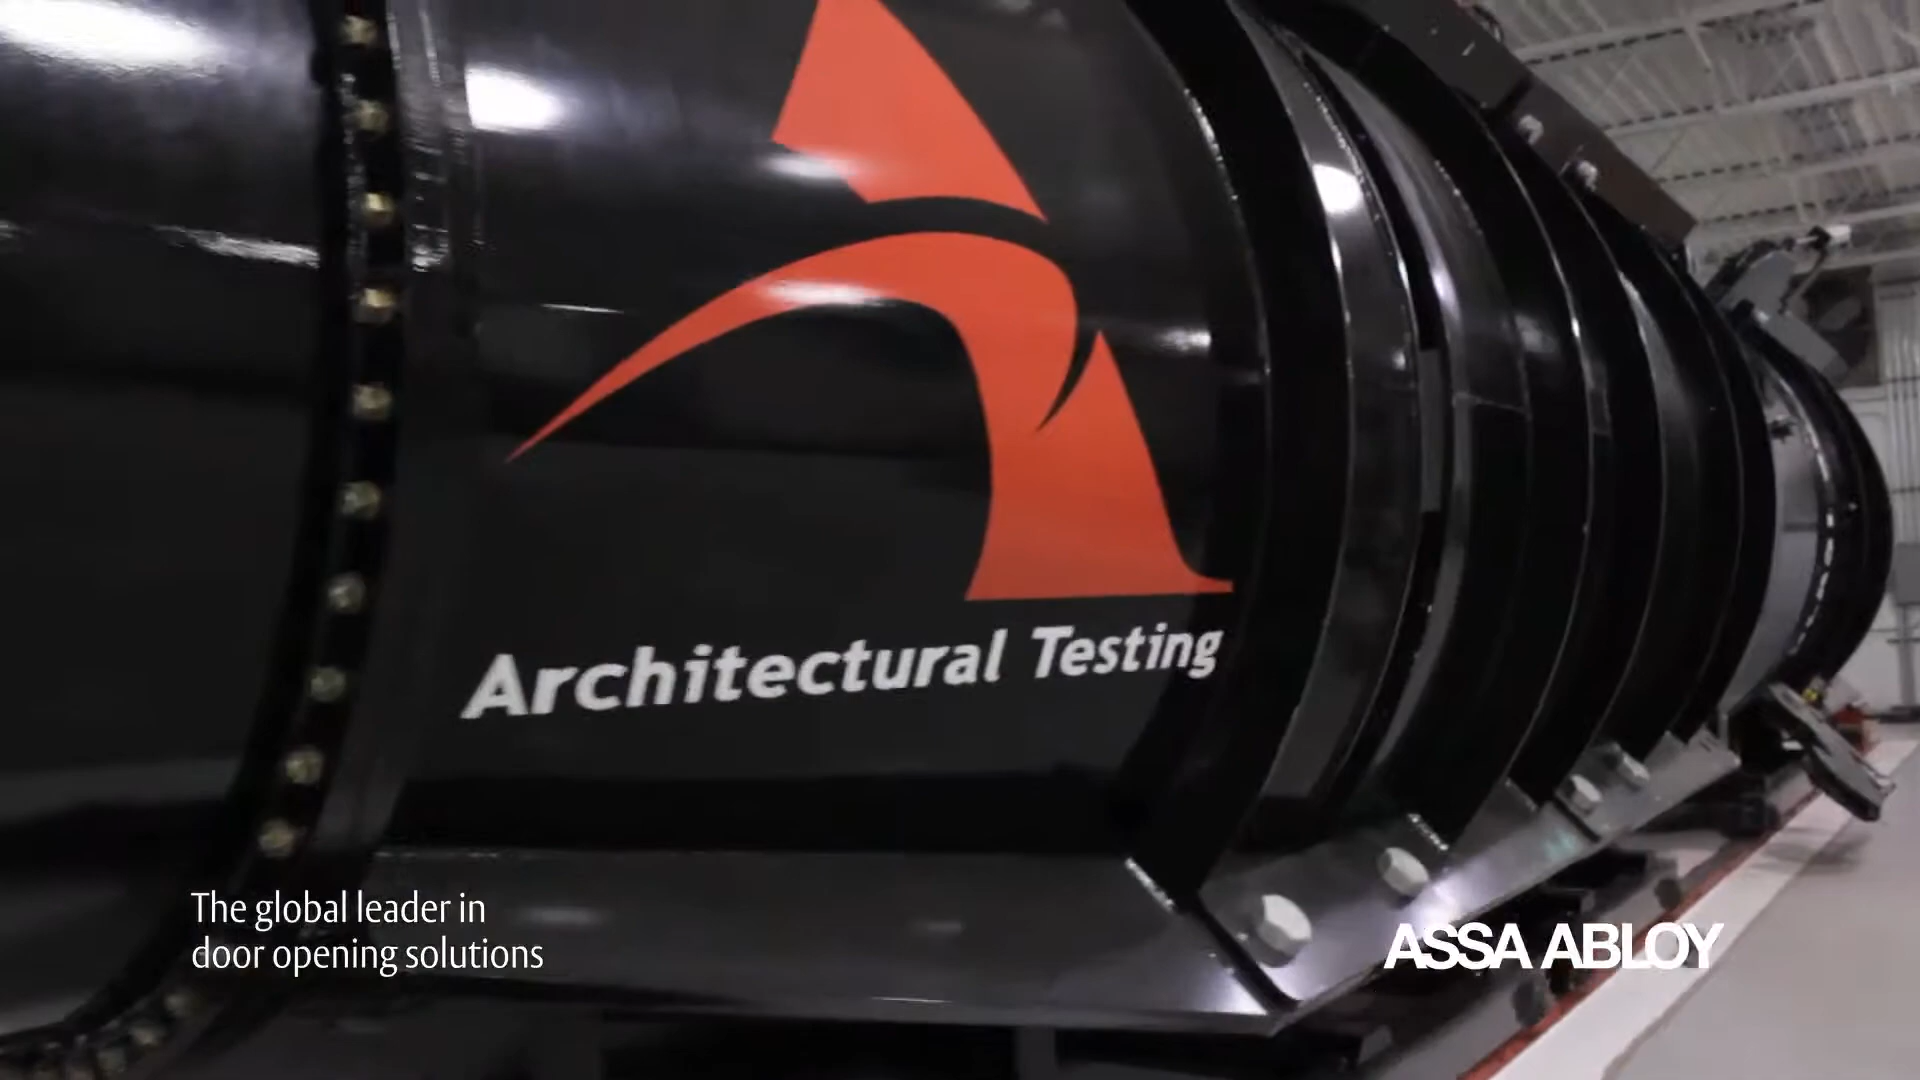 Architectural Testing
The global leader in
door opening solutions
ASSA ABLOY